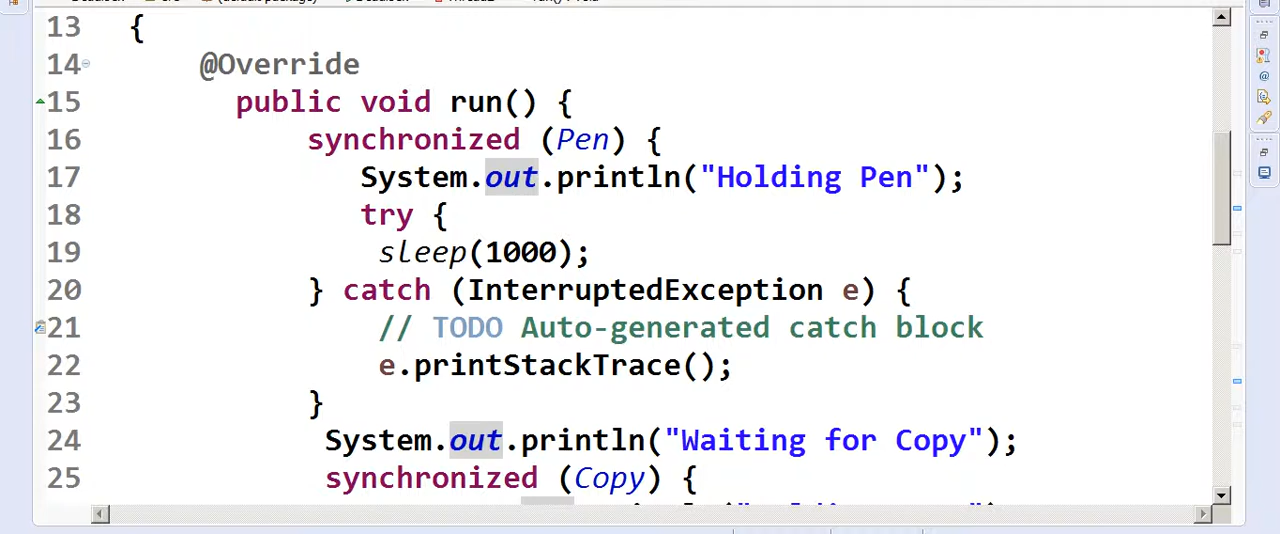 13 {
14 @Override
15 public void run() {
16 synchronized (Pen) {
17 System.out.println("Holding Pen");
18 try {
19 sleep(1000);
20 } catch (InterruptedException e) {
21 // TODO Auto-generated catch block
22 e.printStackTrace();
23 }
24 System.out.println("Waiting for Copy");
25 synchronized (Copy) {